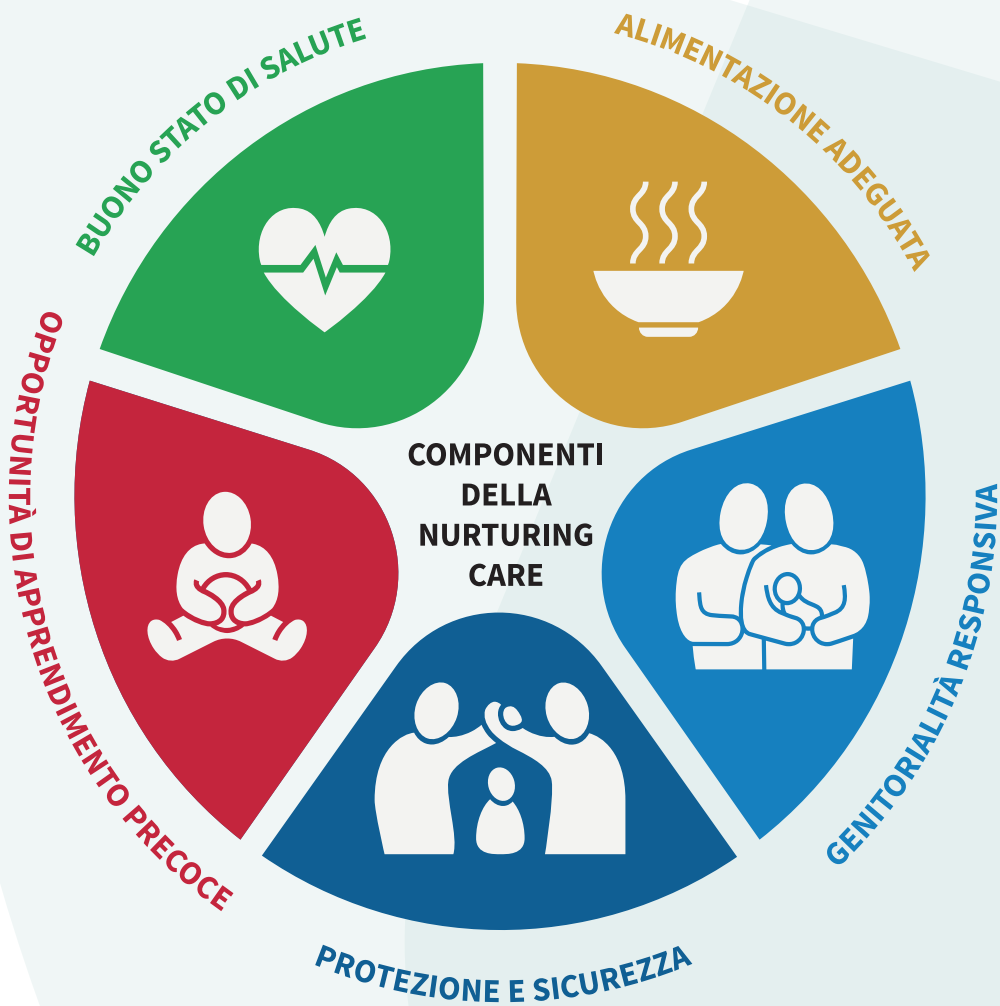 BUONO STATO DI SALUTE
ALIMENTAZIONE ADEGUATA
OPPORTUNITÀ DI APPRENDIMENTO PRECOCE
COMPONENTI
DELLA
NURTURING
CARE
GENITORIALITÀ RESPONSIVA
PROTEZIONE E SICUREZZA